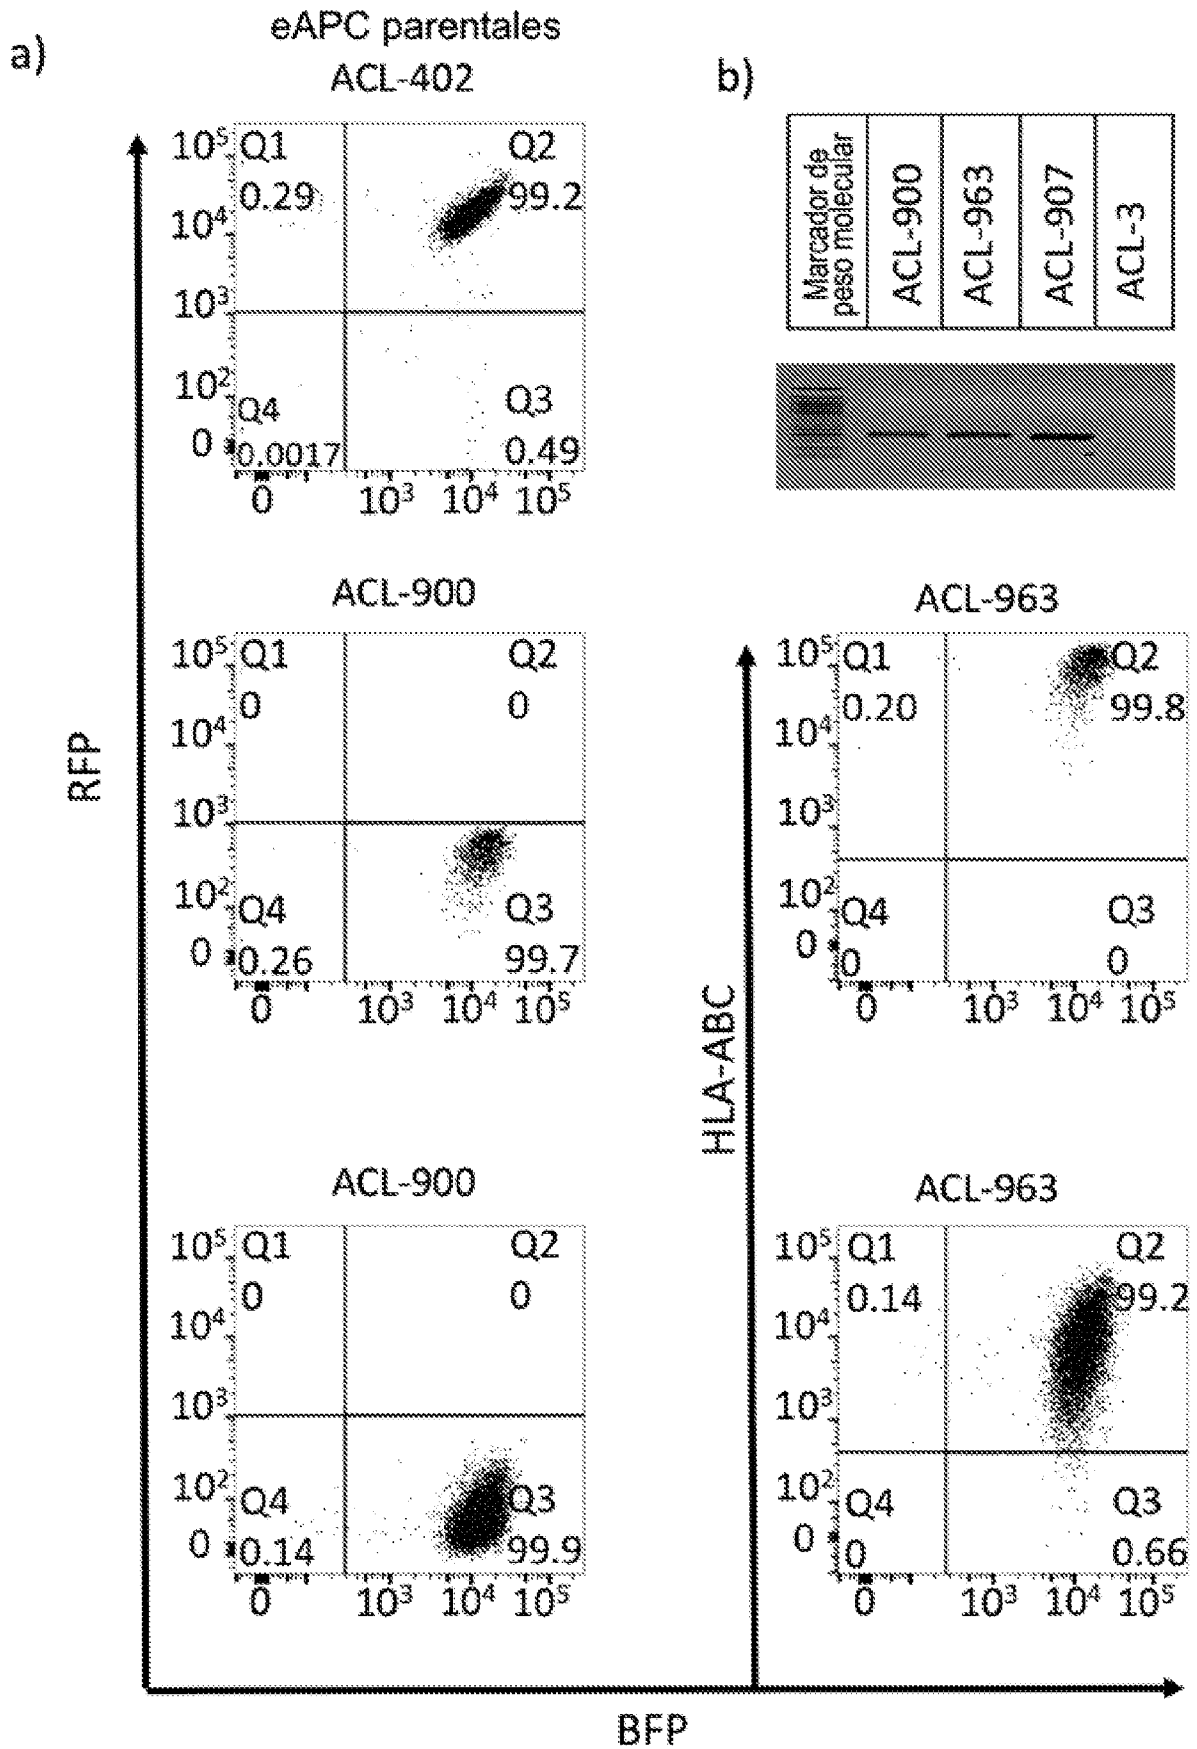 a)
eAPC parentales
ACL-402
10⁵
Q1
Q2
0.29
99.2
10⁴
10³
10²
Q4
Q3
0
0.0017
0.49
0
10³
10⁴
10⁵
b)
Marcador de
peso molecular
ACL-900
ACL-963
ACL-907
ACL-3
RFP
ACL-900
10⁵
Q1
Q2
0
0
10⁴
10³
10²
Q4
Q3
0
0.26
99.7
0
10³
10⁴
10⁵
HLA-ABC
ACL-963
10⁵
Q1
Q2
0.20
99.8
10⁴
10³
10²
Q4
Q3
0
0
0
0
10³
10⁴
10⁵
ACL-900
10⁵
Q1
Q2
0
0
10⁴
10³
10²
Q4
Q3
0
0.14
99.9
0
10³
10⁴
10⁵
ACL-963
10⁵
Q1
Q2
0.14
99.2
10⁴
10³
10²
Q4
Q3
0
0
0.66
0
10³
10⁴
10⁵
BFP